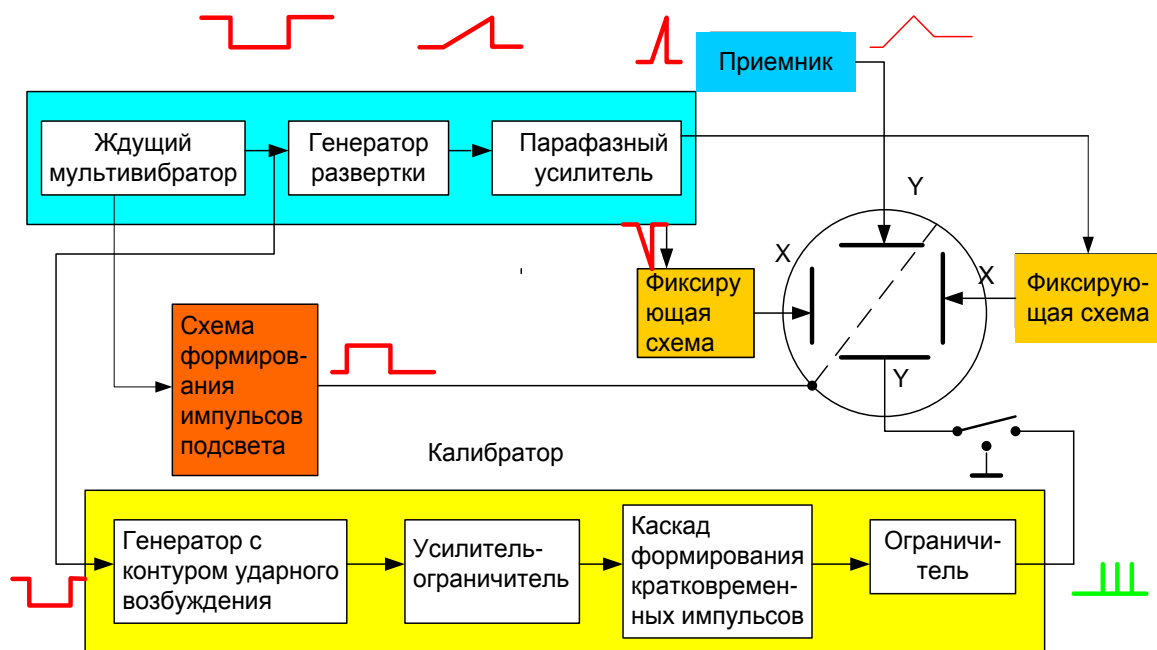 Приемник
Ждущий
мультивибратор
Генератор
развертки
Парафазный
усилитель
Y
X
X
Y
Фиксиру
ющая
схема
Фиксирую-
щая схема
Схема
формиров-
ания
импульсов
подсвета
Калибратор
Генератор с
контуром ударного
возбуждения
Усилитель-
ограничитель
Каскад
формирования
кратковремен-
ных импульсов
Ограничи-
тель